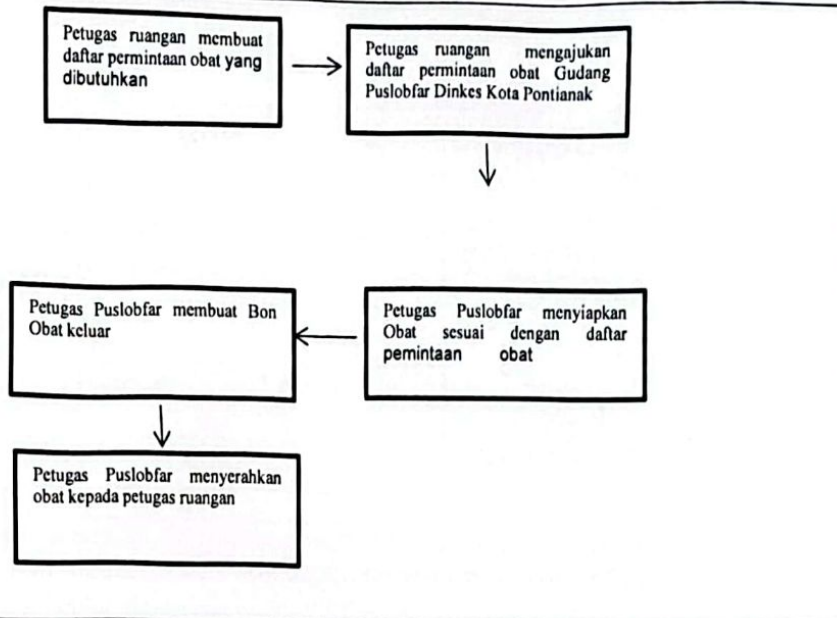 Petugas ruangan membuat
daftar permintaan obat yang
dibutuhkan
Petugas ruangan mengajukan
daftar permintaan obat Gudang
Puslobfar Dinkes Kota Pontianak
Petugas Puslobfar menyiapkan
Obat sesuai dengan daftar
pemintaan obat
Petugas Puslobfar membuat Bon
Obat keluar
Petugas Puslobfar menyerahkan
obat kepada petugas ruangan